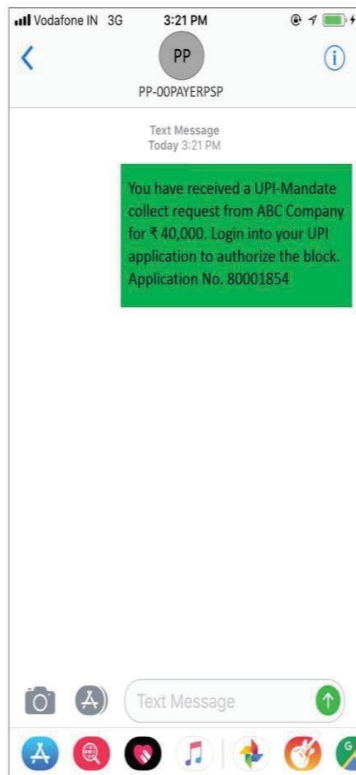 Vodafone IN 3G 3:21 PM
PP
PP-OOPAYERPSP
Text Message
Today 3:21 PM
You have received a UPI-Mandate
collect request from ABC Company
for ₹ 40,000. Login into your UPI
application to authorize the block.
Application No. 80001854
Text Message